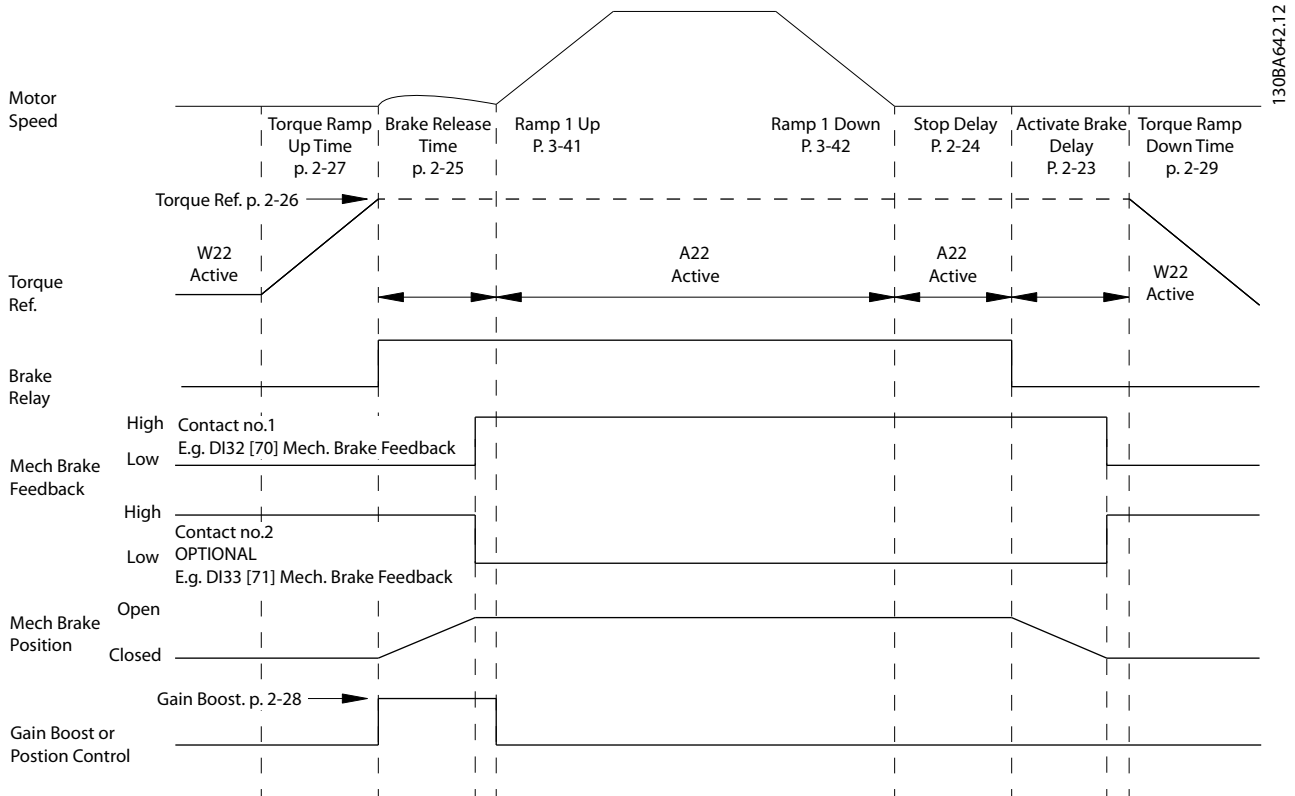 130BA642.12
Motor
Speed
Torque Ramp
Up Time
p. 2-27
Brake Release
Time
p. 2-25
Ramp 1 Up
P. 3-41
Ramp 1 Down
P. 3-42
Stop Delay
P. 2-24
Activate Brake
Delay
P. 2-23
Torque Ramp
Down Time
p. 2-29
Torque Ref. p. 2-26
W22
Active
A22
Active
A22
Active
W22
Active
Torque
Ref.
Brake
Relay
High
Contact no.1
E.g. DI32 [70] Mech. Brake Feedback
Low
Mech Brake
Feedback
High
Contact no.2
Low
OPTIONAL
E.g. DI33 [71] Mech. Brake Feedback
Open
Mech Brake
Position
Closed
Gain Boost. p. 2-28
Gain Boost or
Postion Control